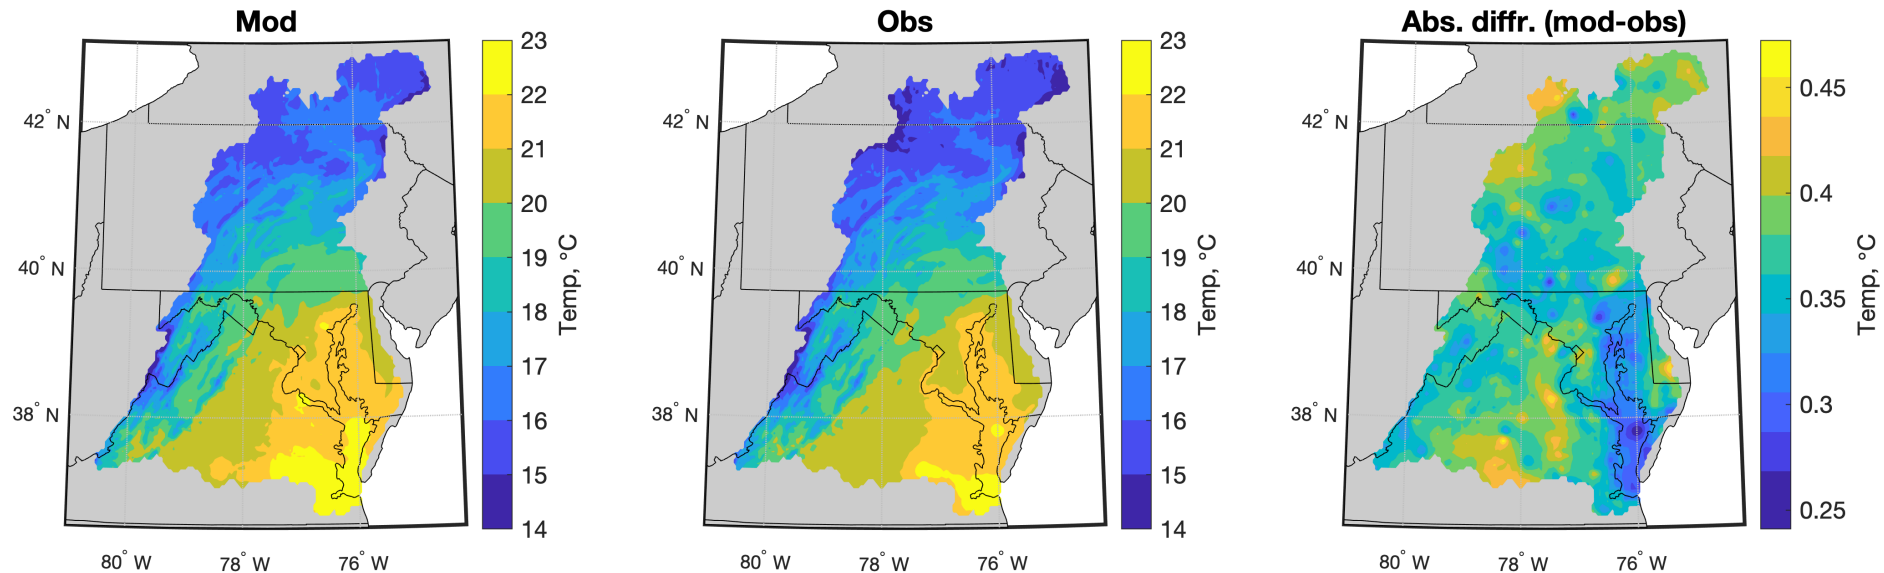 Mod
23
22
21
20
19
18
17
16
15
14
Temp, °C
42° N
40° N
38° N
80° W
78° W
76° W
Obs
23
22
21
20
19
18
17
16
15
14
Temp, °C
42° N
40° N
38° N
80° W
78° W
76° W
Abs. diffr. (mod-obs)
0.45
0.4
0.35
0.3
0.25
Temp, °C
42° N
40° N
38° N
80° W
78° W
76° W